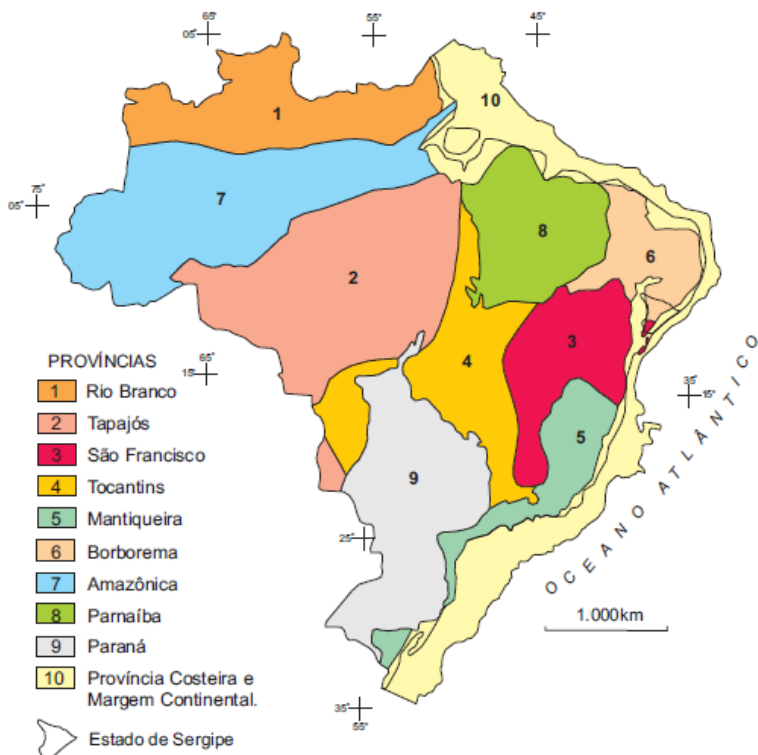 65°
55°
45°
05°
10
1
75°
05°
7
8
6
2
3
4
PROVÍNCIAS
15°
65°
35°
15°
1 Rio Branco
2 Tapajós
5
3 São Francisco
4 Tocantins
9
5 Mantiqueira
25°
OCEANO ATLÂNTICO
6 Borborema
7 Amazônica
1.000km
8 Parnaíba
9 Paraná
10 Província Costeira e
Margem Continental.
35°
55°
Estado de Sergipe